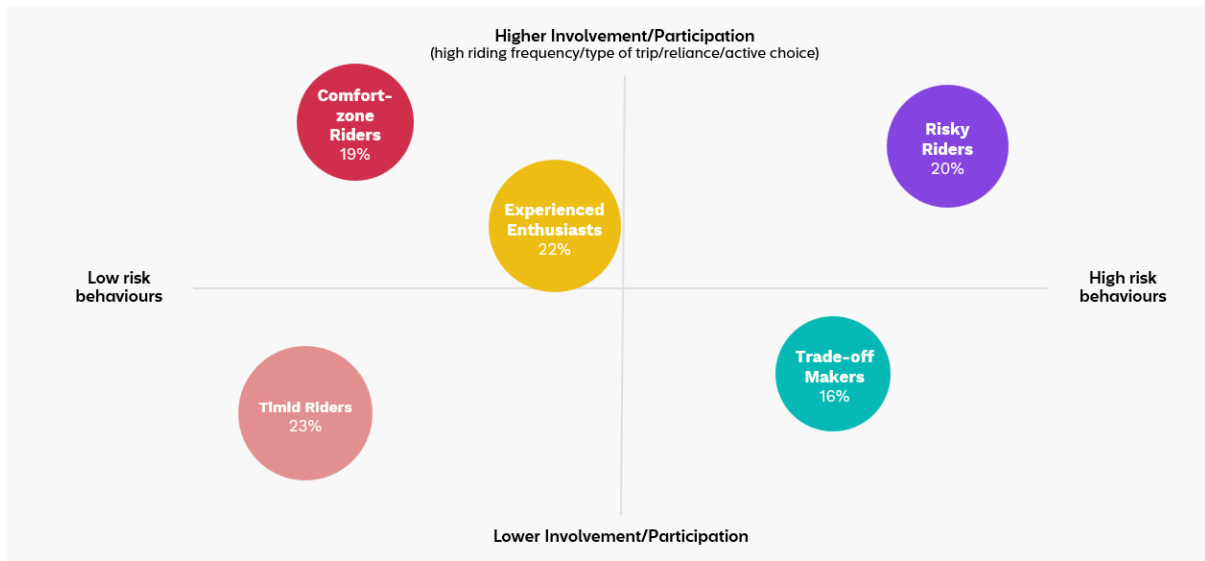 Higher Involvement/Participation
(high riding frequency/type of trip/reliance/active choice)
Comfort-
zone
Riders
19%
Risky
Riders
20%
Experienced
Enthusiasts
22%
Low risk
behaviours
High risk
behaviours
Trade-off
Makers
16%
Timid Riders
23%
Lower Involvement/Participation